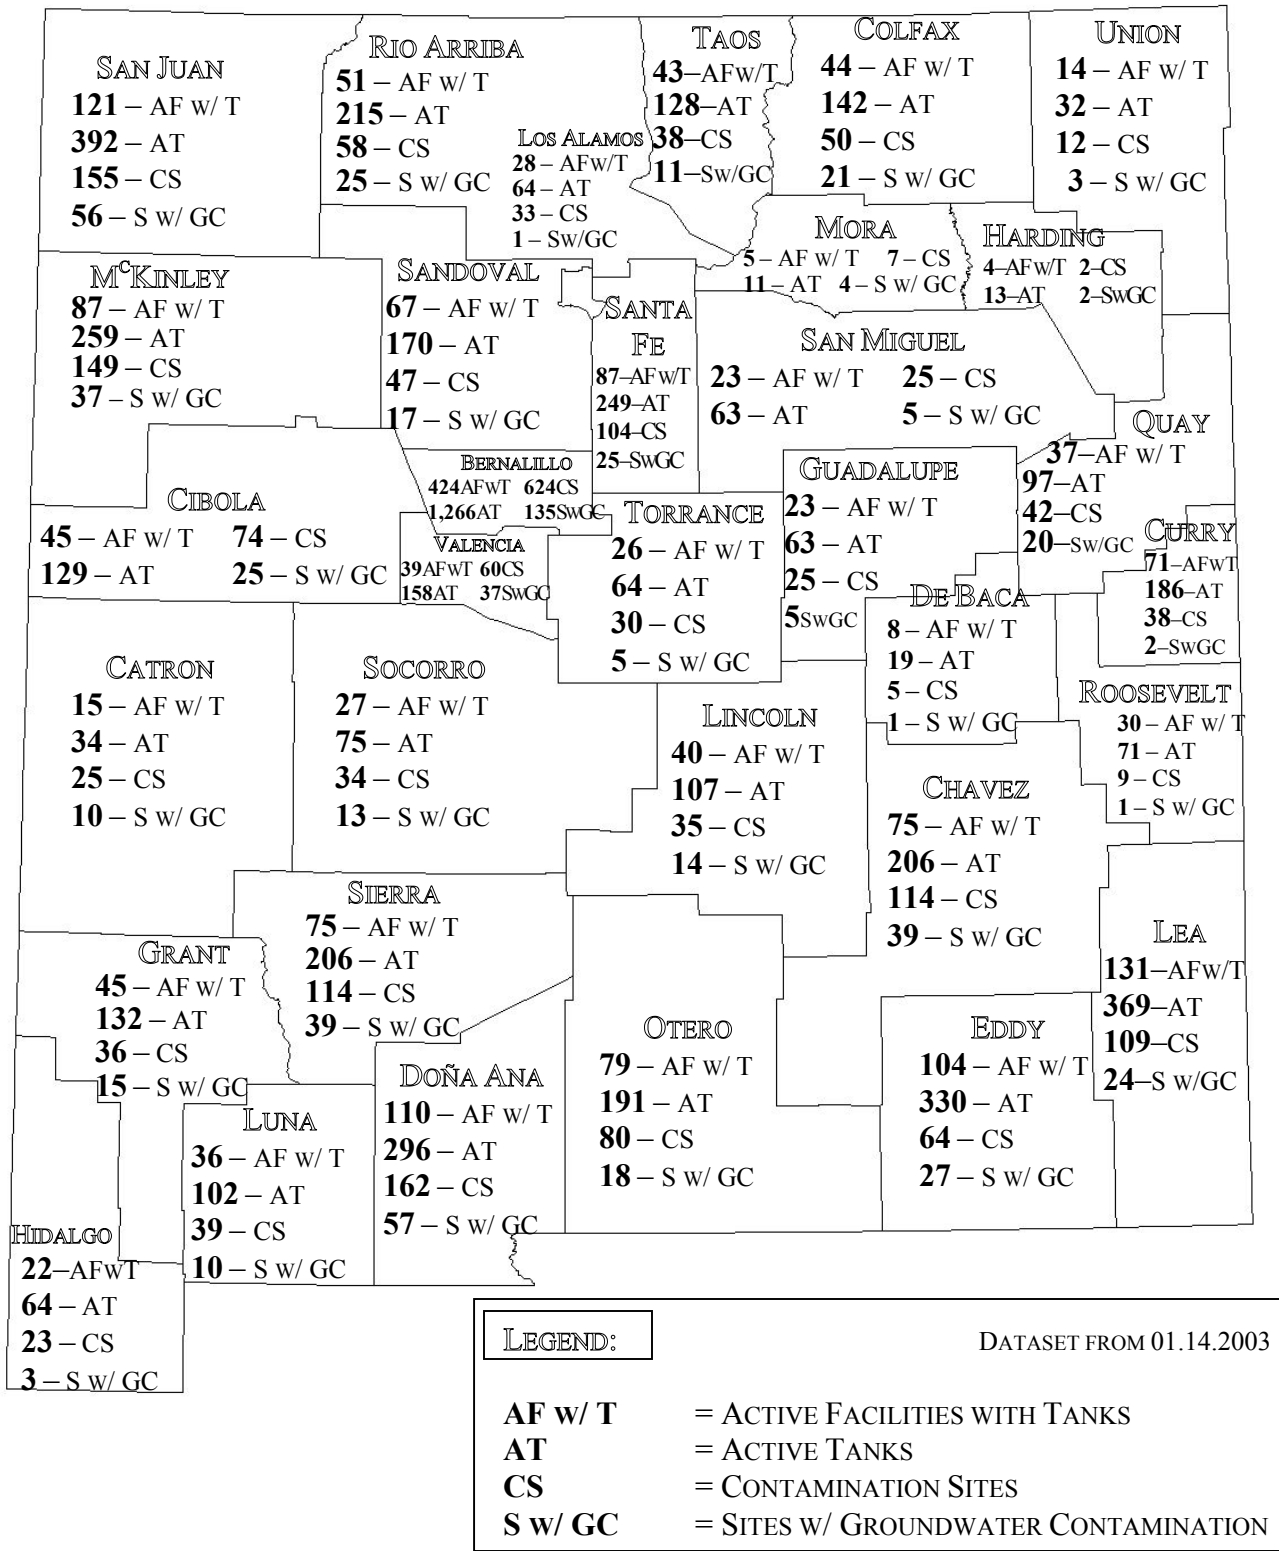 SAN JUAN
121 – AF W/ T
392 – AT
155 – CS
56 – S W/ GC
RIO ARRIBA
51 – AF W/ T
215 – AT
58 – CS
25 – S W/ GC
LOS ALAMOS
28 – AFW/T
64 – AT
33 – CS
1 – SW/GC
TAOS
43–AFW/T
128–AT
38–CS
11–SW/GC
COLFAX
44 – AF W/ T
142 – AT
50 – CS
21 – S W/ GC
UNION
14 – AF W/ T
32 – AT
12 – CS
3 – S W/ GC
MCKINLEY
87 – AF W/ T
259 – AT
149 – CS
37 – S W/ GC
SANDOVAL
67 – AF W/ T
170 – AT
47 – CS
17 – S W/ GC
SANTA
FE
87–AFWT
249–AT
104–CS
25–SWGC
MORA
5 – AF W/ T 7 – CS
11 – AT 4 – S W/ GC
HARDING
4–AFW/T 2–CS
13–AT 2–SWGC
SAN MIGUEL
23 – AF W/ T 25 – CS
63 – AT 5 – S W/ GC
QUAY
37–AF W/ T
97–AT
42–CS
20–SW/GC
CIBOLA
45 – AF W/ T 74 – CS
129 – AT 25 – S W/ GC
BERNALILLO
424AFWT 624CS
1,266AT 135SWGC
VALENCIA
39AFWT 60CS
158AT 37SWGC
TORRANCE
26 – AF W/ T
64 – AT
30 – CS
5 – S W/ GC
GUADALUPE
23 – AF W/ T
63 – AT
25 – CS
5SWGC
CURRY
71–AFWT
186–AT
38–CS
2–SWGC
DE BACA
8 – AF W/ T
19 – AT
5 – CS
1 – S W/ GC
CATRON
15 – AF W/ T
34 – AT
25 – CS
10 – S W/ GC
SOCORRO
27 – AF W/ T
75 – AT
34 – CS
13 – S W/ GC
LINCOLN
40 – AF W/ T
107 – AT
35 – CS
14 – S W/ GC
ROOSEVELT
30 – AF W/ T
71 – AT
9 – CS
1 – S W/ GC
CHAVEZ
75 – AF W/ T
206 – AT
114 – CS
39 – S W/ GC
SIERRA
75 – AF W/ T
206 – AT
114 – CS
39 – S W/ GC
GRANT
45 – AF W/ T
132 – AT
36 – CS
15 – S W/ GC
LEA
131–AFW/T
369–AT
109–CS
24–S W/GC
OTERO
79 – AF W/ T
191 – AT
80 – CS
18 – S W/ GC
EDDY
104 – AF W/ T
330 – AT
64 – CS
27 – S W/ GC
DOÑA ANA
110 – AF W/ T
296 – AT
162 – CS
57 – S W/ GC
LUNA
36 – AF W/ T
102 – AT
39 – CS
10 – S W/ GC
HIDALGO
22–AFWT
64 – AT
23 – CS
3 – S W/ GC
LEGEND: DATASET FROM 01.14.2003
AF W/ T = ACTIVE FACILITIES WITH TANKS
AT = ACTIVE TANKS
CS = CONTAMINATION SITES
S W/ GC = SITES W/ GROUNDWATER CONTAMINATION